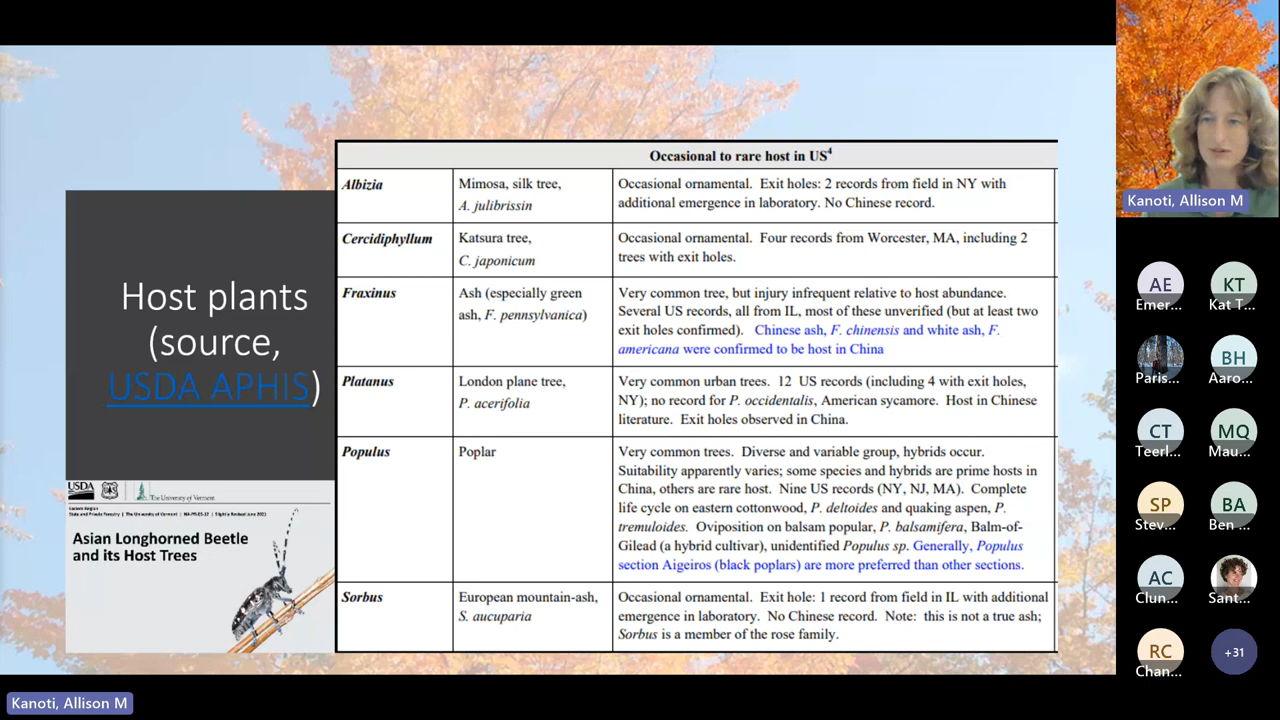 Host plants
(source,
USDA APHIS)
USDA
The University of Vermont
Asian Longhorned Beetle
and its Host Trees
Occasional to rare host in US4
Albizia
Mimosa, silk tree,
A. julibrissin
Occasional ornamental. Exit holes: 2 records from field in NY with
additional emergence in laboratory. No Chinese record.
Cercidiphyllum
Katsura tree,
C. japonicum
Occasional ornamental. Four records from Worcester, MA, including 2
trees with exit holes.
Fraxinus
Ash (especially green
ash, F. pennsylvanica)
Very common tree, but injury infrequent relative to host abundance.
Several US records, all from IL, most of these unverified (but at least two
exit holes confirmed). Chinese ash, F. chinensis and white ash, F.
americana were confirmed to be host in China
Platanus
London plane tree,
P. acerifolia
Very common urban trees. 12 US records (including 4 with exit holes,
NY); no record for P. occidentalis, American sycamore. Host in Chinese
literature. Exit holes observed in China.
Populus
Poplar
Very common trees. Diverse and variable group, hybrids occur.
Suitability apparently varies; some species and hybrids are prime hosts in
China, others are rare host. Nine US records (NY, NJ, MA). Complete
life cycle on eastern cottonwood, P. deltoides and quaking aspen, P.
tremuloides. Oviposition on balsam popular, P. balsamifera, Balm-of-
Gilead (a hybrid cultivar), unidentified Populus sp. Generally, Populus
section Aigeiros (black poplars) are more preferred than other sections.
Sorbus
European mountain-ash,
S. aucuparia
Occasional ornamental. Exit hole: 1 record from field in IL with additional
emergence in laboratory. No Chinese record. Note: this is not a true ash;
Sorbus is a member of the rose family.
Kanoti, Allison M
AE
KT
Emer...
Kat T...
BH
Paris...
Aaro...
CT
MQ
Teerl...
Mau...
SP
BA
Stev...
Ben ...
AC
Clun...
Sant...
RC
+31
Chan...
Kanoti, Allison M